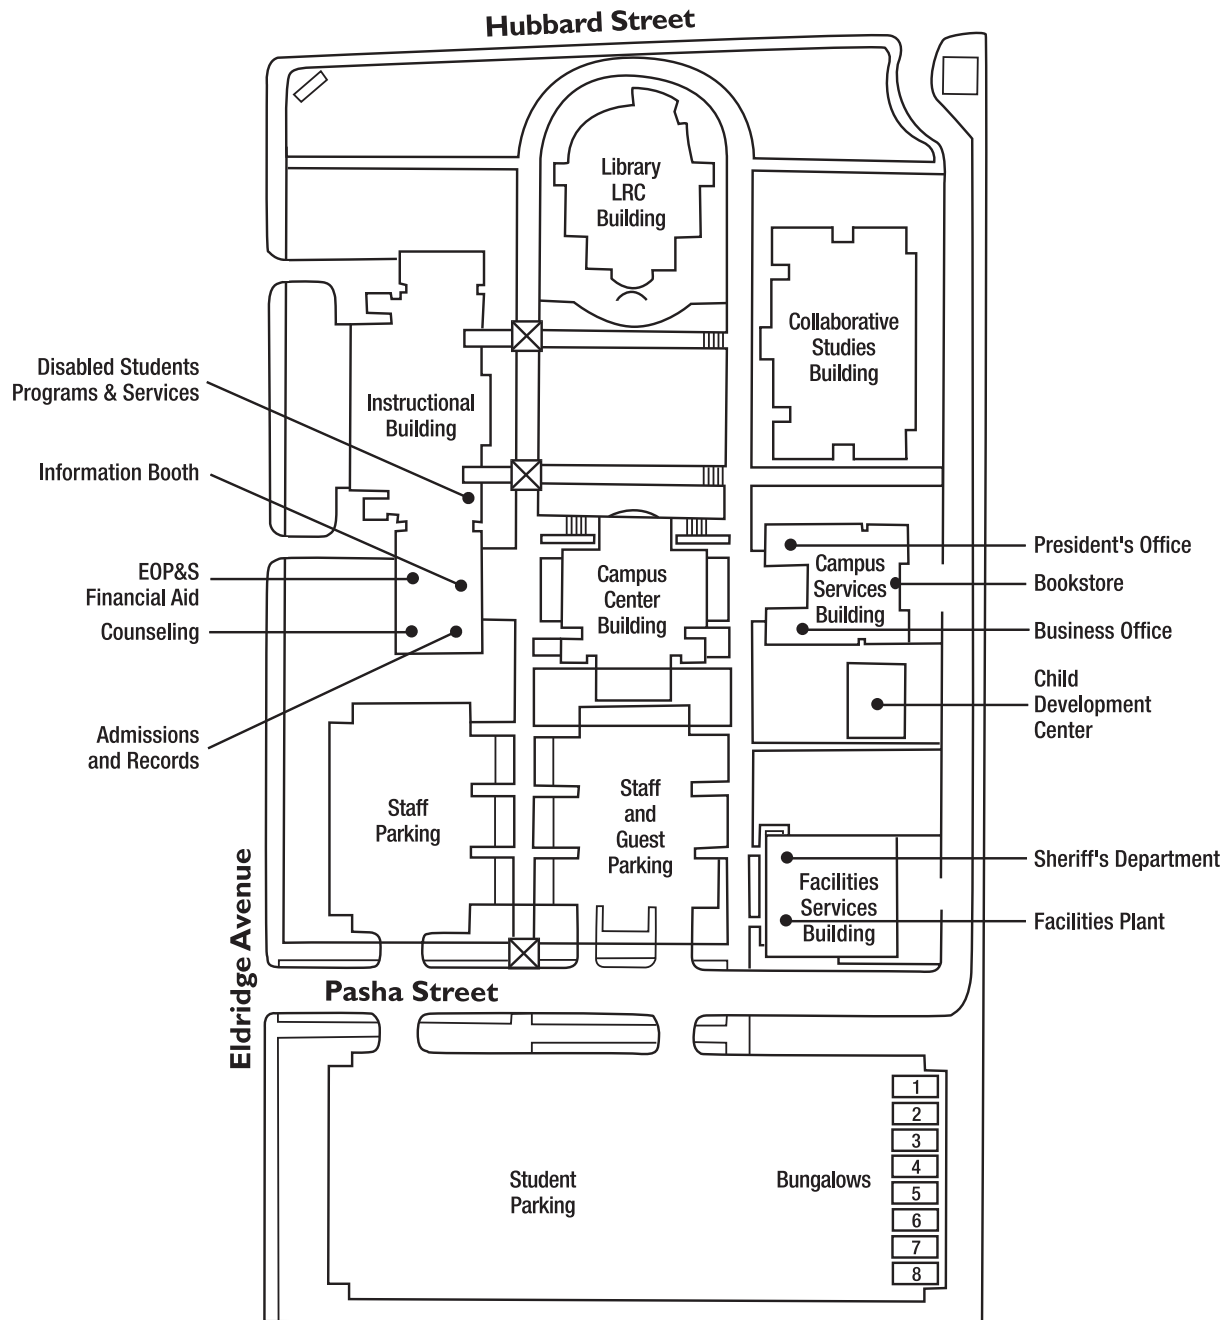 Hubbard Street
Library
LRC
Building
Collaborative
Studies
Building
Disabled Students
Programs & Services
Instructional
Building
Information Booth
EOP&S
Financial Aid
Counseling
Campus
Center
Building
Campus
Services
Building
President's Office
Bookstore
Business Office
Child
Development
Center
Admissions
and Records
Staff
Parking
Staff
and
Guest
Parking
Sheriff's Department
Facilities
Services
Building
Facilities Plant
Eldridge Avenue
Pasha Street
Student
Parking
Bungalows
1
2
3
4
5
6
7
8